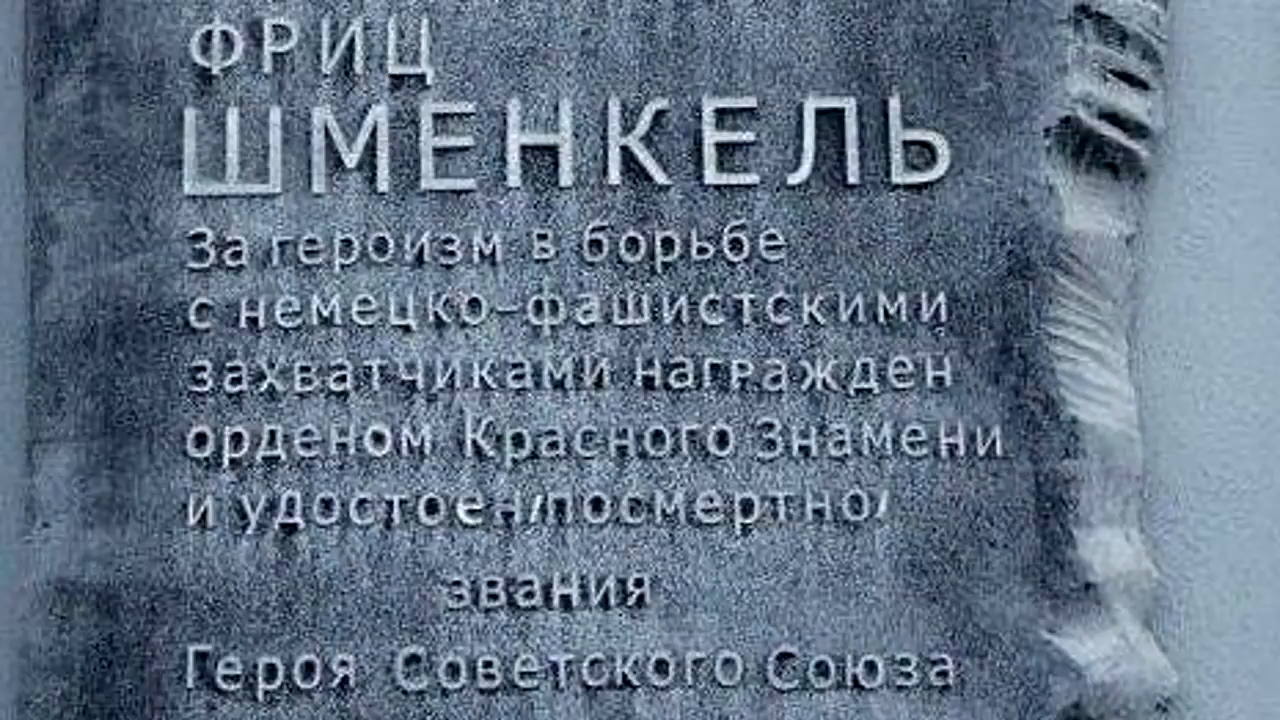 ФРИЦ
ШМЕНКЕЛЬ
За героизм в борьбе
с немецко-фашистскими
захватчиками награжден
орденом Красного Знамени
и удостоен/посмертно/
звания
Героя Советского Союза